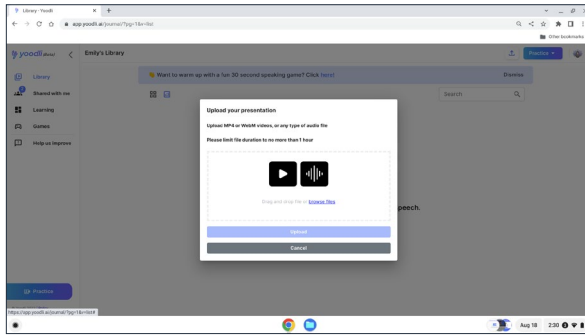 Library - Yoodli
app.yoodli.ai/journal/?pg=1&v=list
Other bookmarks
yoodli
Emily's Library
Practice
Library
Shared with me
Learning
Games
Help us improve
Want to warm up with a fun 30 second speaking game? Click here!
Dismiss
Search
Upload your presentation
Upload MP4 or WebM videos, or any type of audio file
Please limit file duration to no more than 1 hour
Drag and drop file or browse files
speech.
Upload
Cancel
Practice
https://app.yoodli.ai/journal/?pg=1&v=list#
Aug 18
2:30